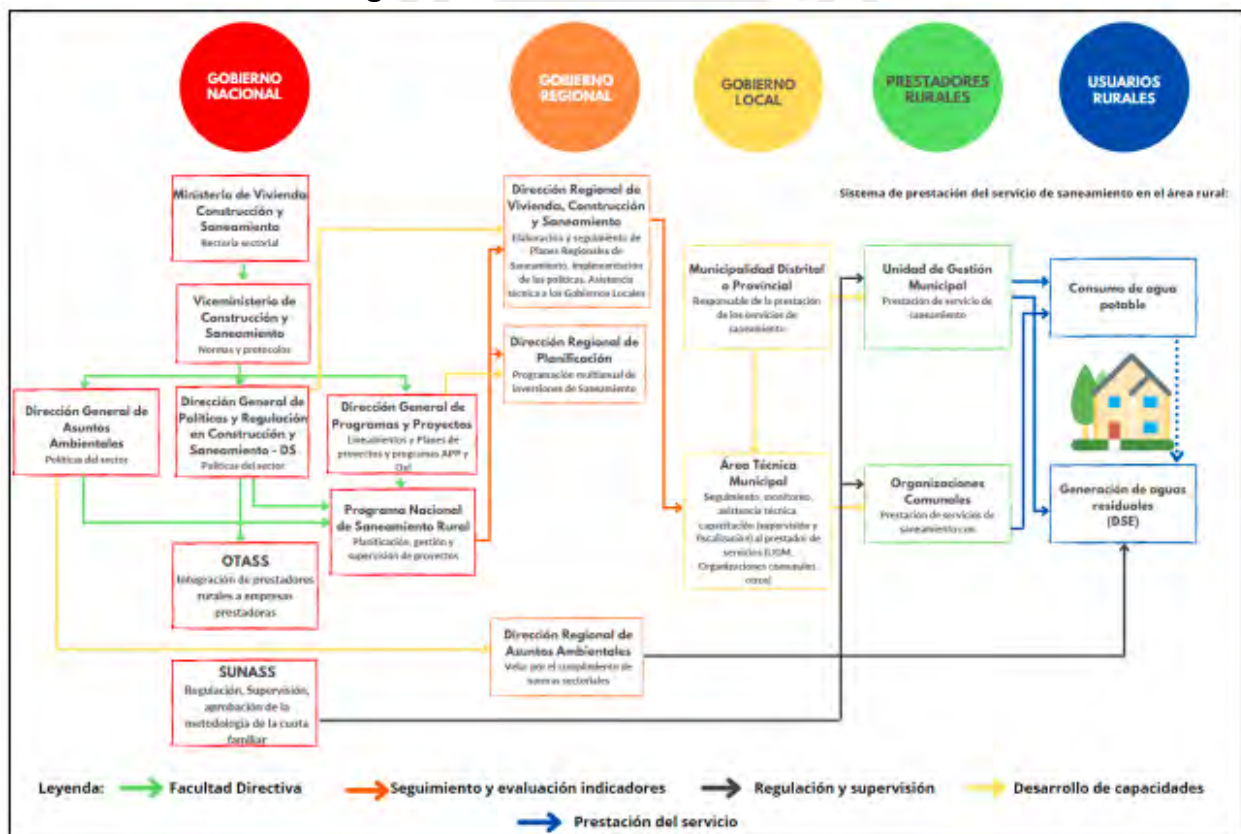 GOBIERNO
NACIONAL
GOBIERNO
REGIONAL
GOBIERNO
LOCAL
PRESTADORES
RURALES
USUARIOS
RURALES
Sistema de prestación del servicio de saneamiento en el área rural:
Ministerio de Vivienda
Construcción y
Saneamiento
Rectoría sectorial
Viceministerio de
Construcción y
Saneamiento
Normas y protocolos
Dirección General de
Asuntos
Ambientales
Políticas del sector
Dirección General de
Políticas y Regulación
en Construcción y
Saneamiento - DS
Políticas del sector
Dirección General de
Programas y Proyectos
Lineamientos y Planes de
proyectos y programas APP y
OxI
Programa Nacional
de Saneamiento Rural
Planificación, gestión y
supervisión de proyectos
OTASS
Integración de prestadores
rurales a empresas
prestadoras
SUNASS
Regulación, Supervisión,
aprobación de la
metodología de la cuota
familiar
Dirección Regional de
Vivienda, Construcción
y Saneamiento
Elaboración y seguimiento de
Planes Regionales de
Saneamiento, implementación
de las políticas. Asistencia
técnica a los Gobiernos Locales
Dirección Regional de
Planificación
Programación multianual de
inversiones de Saneamiento
Dirección Regional de
Asuntos Ambientales
Velar por el cumplimiento de
normas sectoriales
Municipalidad Distrital
o Provincial
Responsable de la prestación
de los servicios de
saneamiento
Área Técnica
Municipal
Seguimiento, monitoreo,
asistencia técnica
capacitación (supervisión y
fiscalización) al prestador de
servicios (UGM,
Organizaciones comunales,
otros)
Unidad de Gestión
Municipal
Prestación de servicio de
saneamiento
Organizaciones
Comunales
Prestación de servicios de
saneamiento con
Consumo de agua
potable
Generación de aguas
residuales
(DSE)
Leyenda:
Facultad Directiva
Seguimiento y evaluación indicadores
Regulación y supervisión
Desarrollo de capacidades
Prestación del servicio